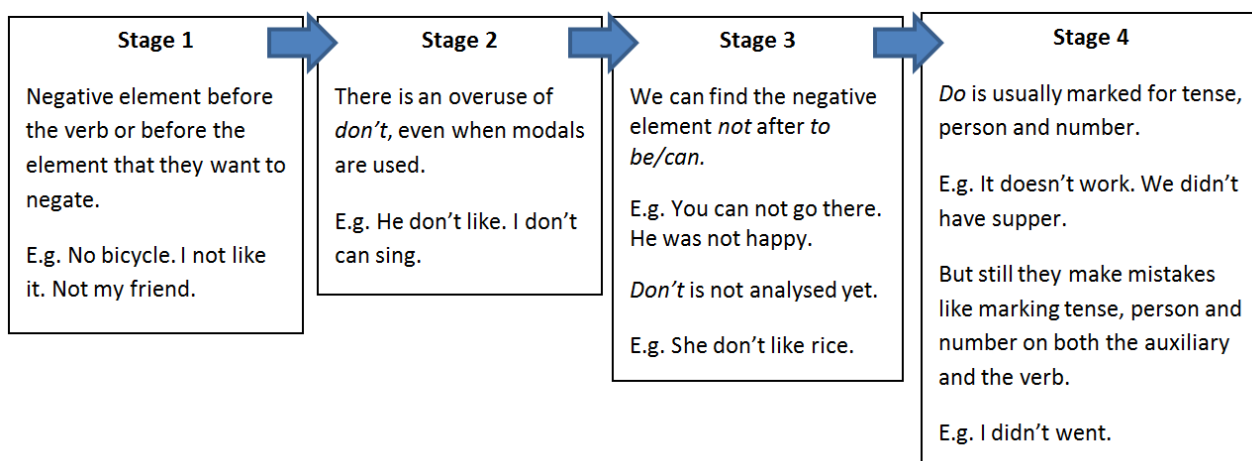 Stage 1
Negative element before
the verb or before the
element that they want to
negate.
E.g. No bicycle. I not like
it. Not my friend.
Stage 2
There is an overuse of
don’t, even when modals
are used.
E.g. He don’t like. I don’t
can sing.
Stage 3
We can find the negative
element not after to
be/can.
E.g. You can not go there.
He was not happy.
Don’t is not analysed yet.
E.g. She don’t like rice.
Stage 4
Do is usually marked for tense,
person and number.
E.g. It doesn’t work. We didn’t
have supper.
But still they make mistakes
like marking tense, person and
number on both the auxiliary
and the verb.
E.g. I didn’t went.